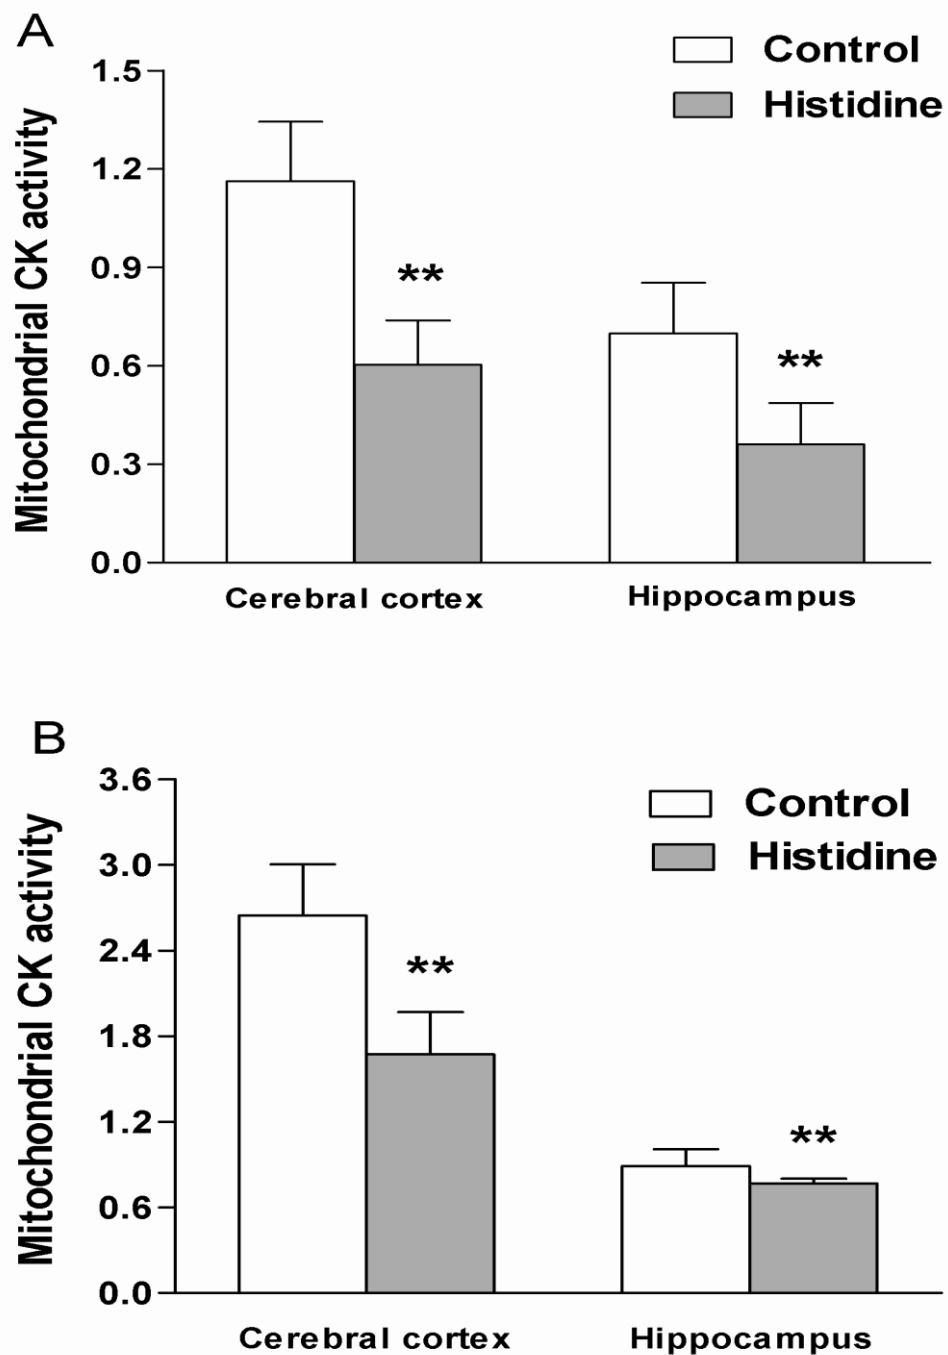 A
Control
Histidine
Mitochondrial CK activity
1.5
1.2
0.9
0.6
0.3
0.0
**
**
Cerebral cortex
Hippocampus
B
Control
Histidine
Mitochondrial CK activity
3.6
3.0
2.4
1.8
1.2
0.6
0.0
**
**
Cerebral cortex
Hippocampus